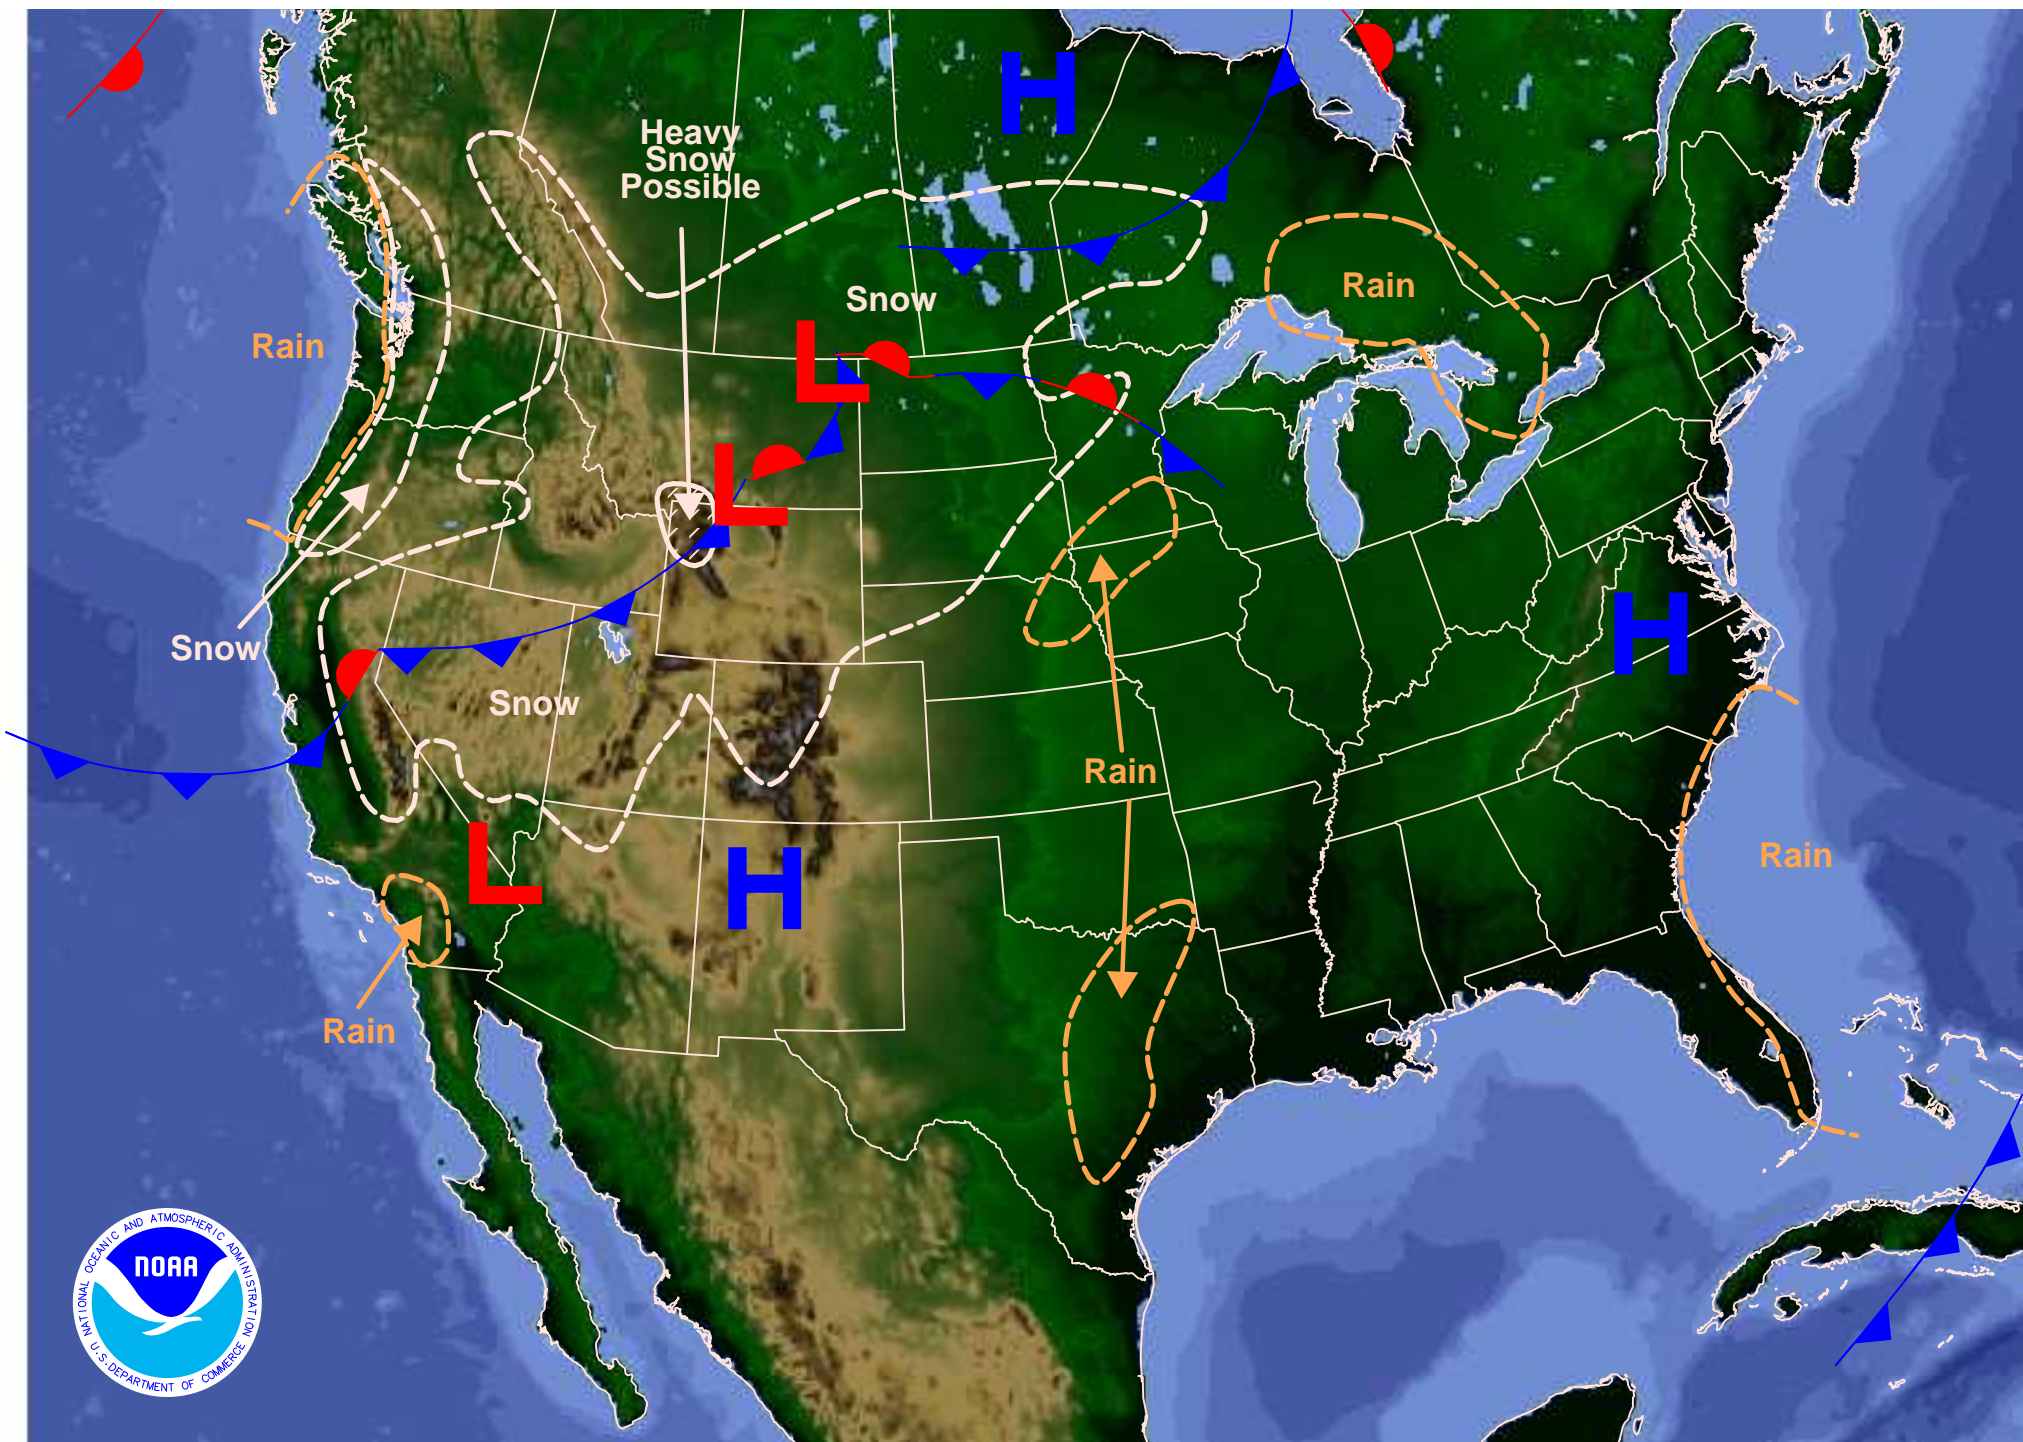 H
Heavy
Snow
Possible
Rain
Snow
Rain
L
L
H
Snow
Snow
Rain
L
H
Rain
Rain
NOAA
NATIONAL OCEANIC AND ATMOSPHERIC ADMINISTRATION
U.S. DEPARTMENT OF COMMERCE